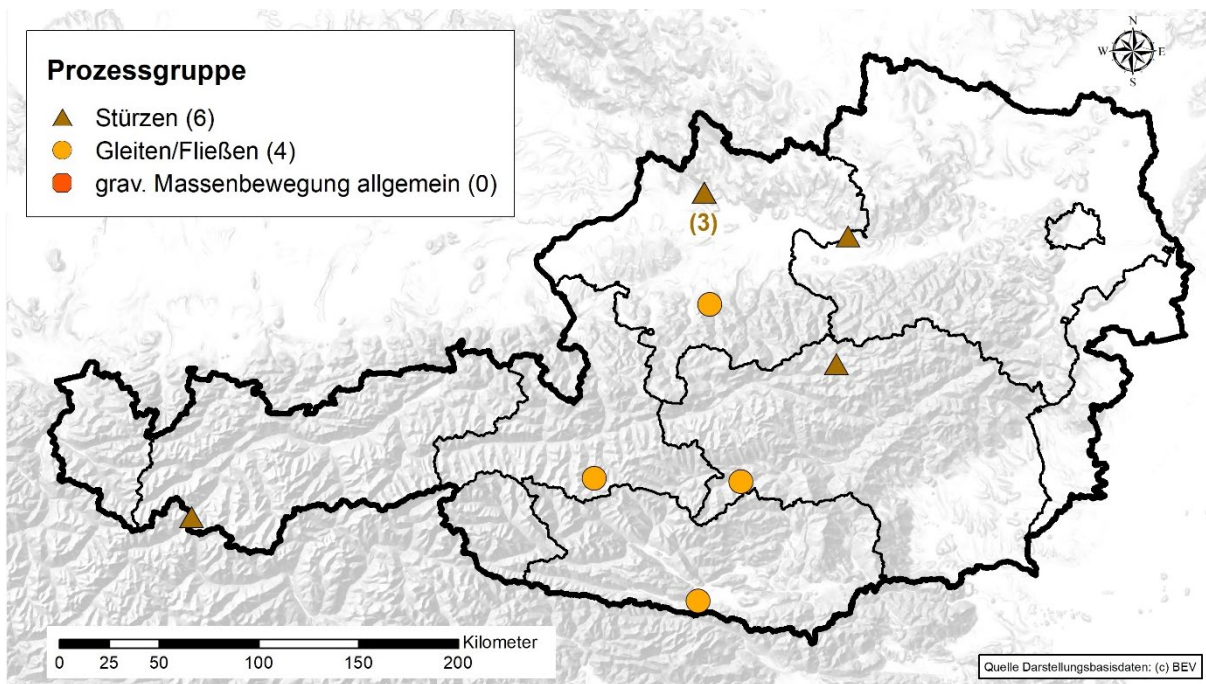 Prozessgruppe
Stürzen (6)
Gleiten/Fließen (4)
grav. Massenbewegung allgemein (0)
N
W E
S
(3)
Kilometer
0 25 50 100 150 200
Quelle Darstellungsbasisdaten: (c) BEV